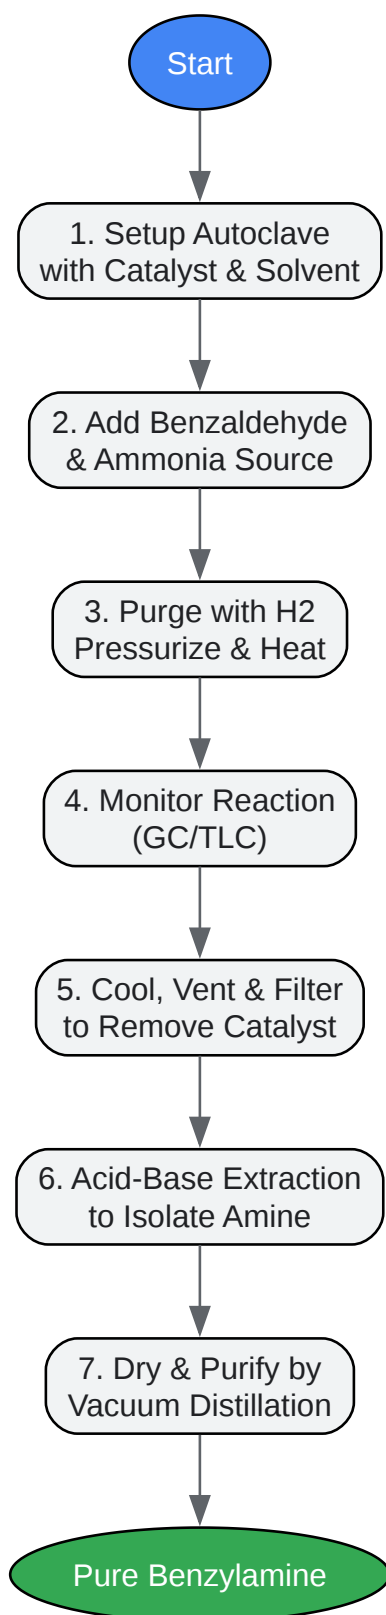 Start
1. Setup Autoclave
with Catalyst & Solvent
2. Add Benzaldehyde
& Ammonia Source
3. Purge with H2
Pressurize & Heat
4. Monitor Reaction
(GC/TLC)
5. Cool, Vent & Filter
to Remove Catalyst
6. Acid-Base Extraction
to Isolate Amine
7. Dry & Purify by
Vacuum Distillation
Pure Benzylamine